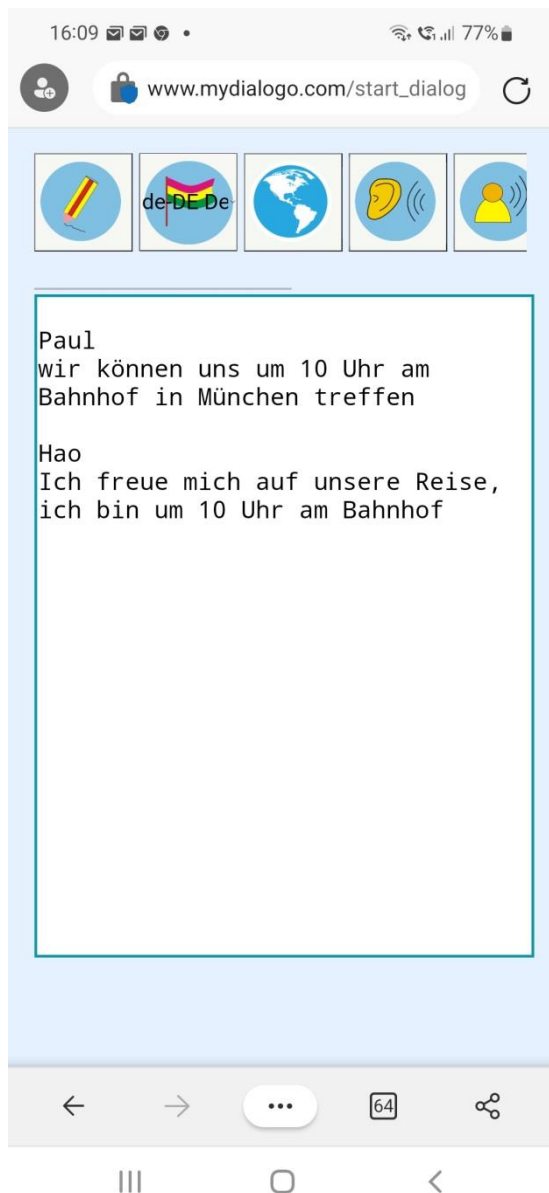 16:09 77%
www.mydialogo.com/start_dialog
de-DE De
Paul
wir können uns um 10 Uhr am
Bahnhof in München treffen
Hao
Ich freue mich auf unsere Reise,
ich bin um 10 Uhr am Bahnhof
64